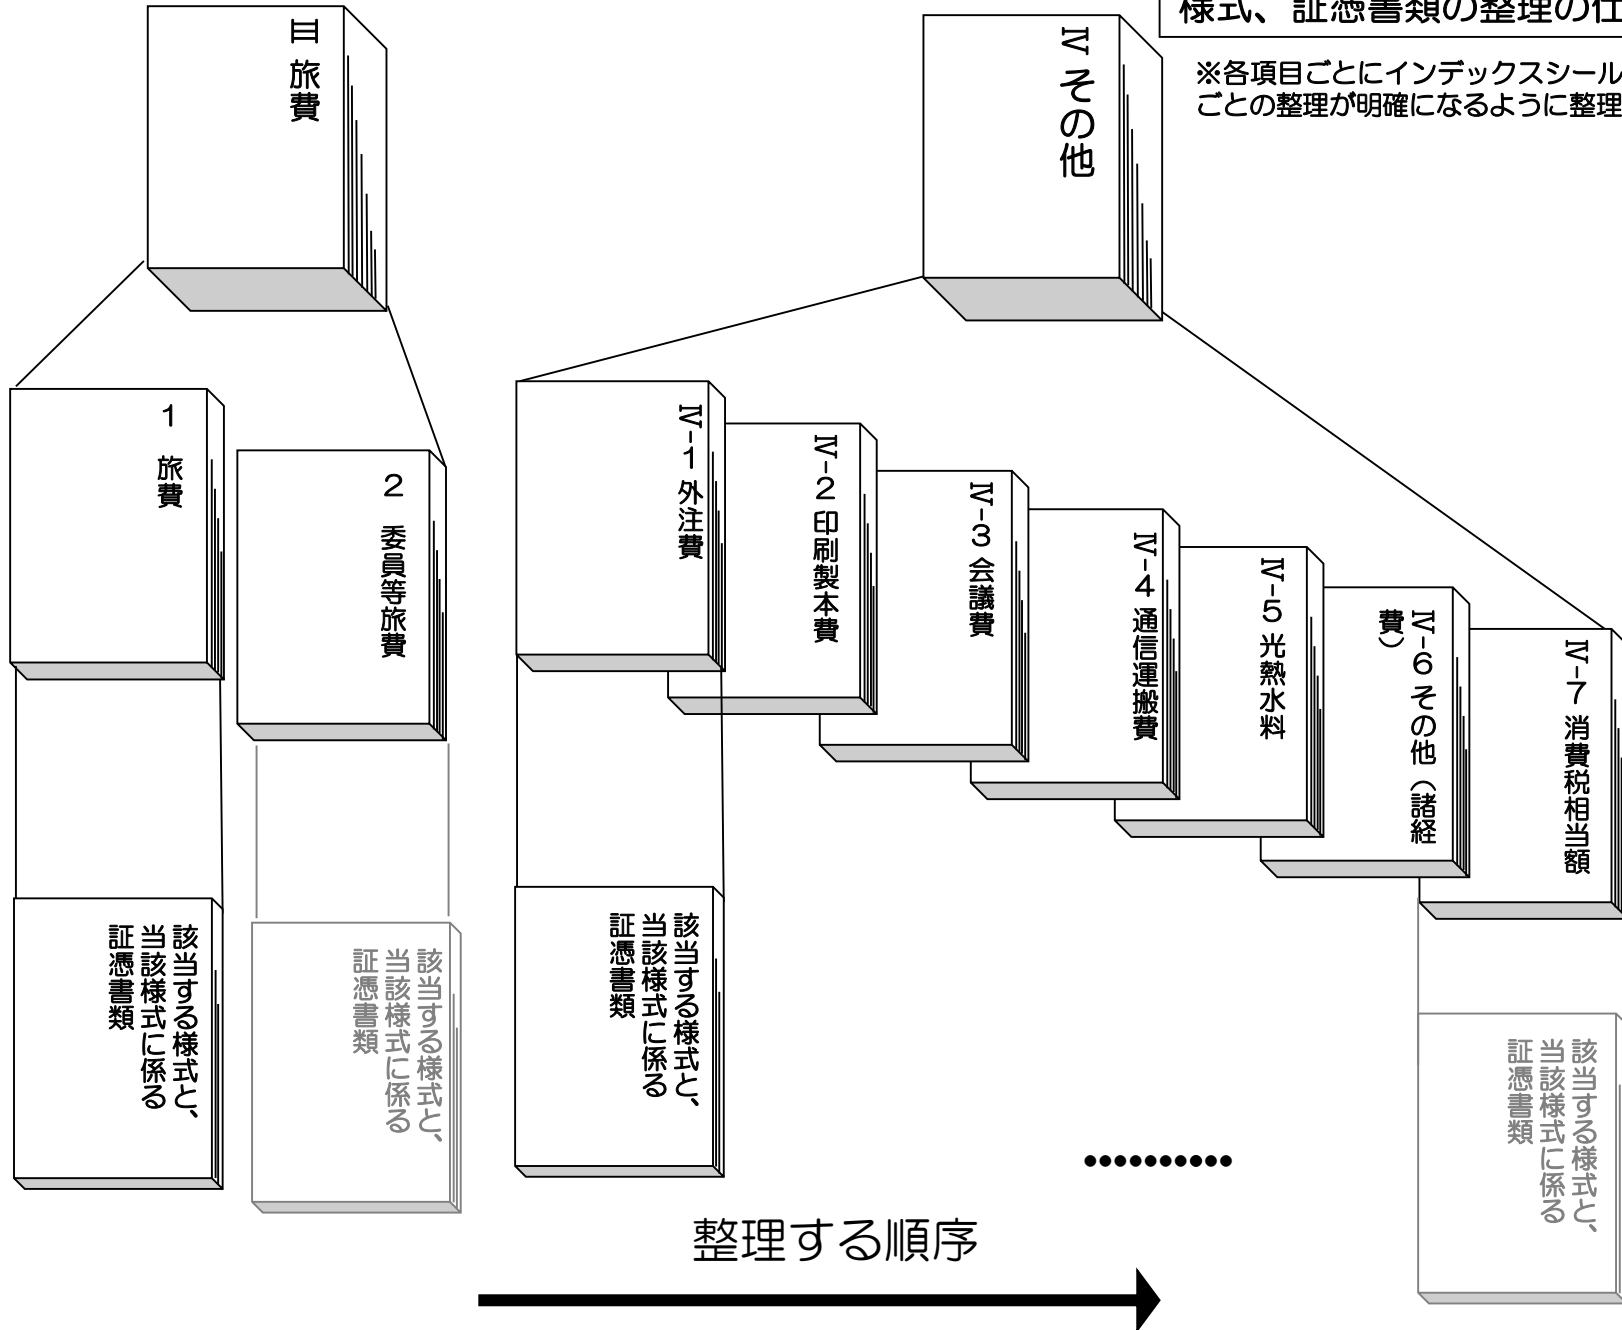 様式、証憑書類の整理の仕
※各項目ごとにインデックスシール
ごとの整理が明確になるように整理
Ⅲ 旅費
Ⅳ その他
1 旅費
2 委員等旅費
Ⅳ-1 外注費
Ⅳ-2 印刷製本費
Ⅳ-3 会議費
Ⅳ-4 通信運搬費
Ⅳ-5 光熱水料
Ⅳ-6 その他（諸経
費）
Ⅳ-7 消費税相当額
該当する様式と、
当該様式に係る
証憑書類
該当する様式と、
当該様式に係る
証憑書類
該当する様式と、
当該様式に係る
証憑書類
••••••••••
該当する様式と、
当該様式に係る
証憑書類
整理する順序